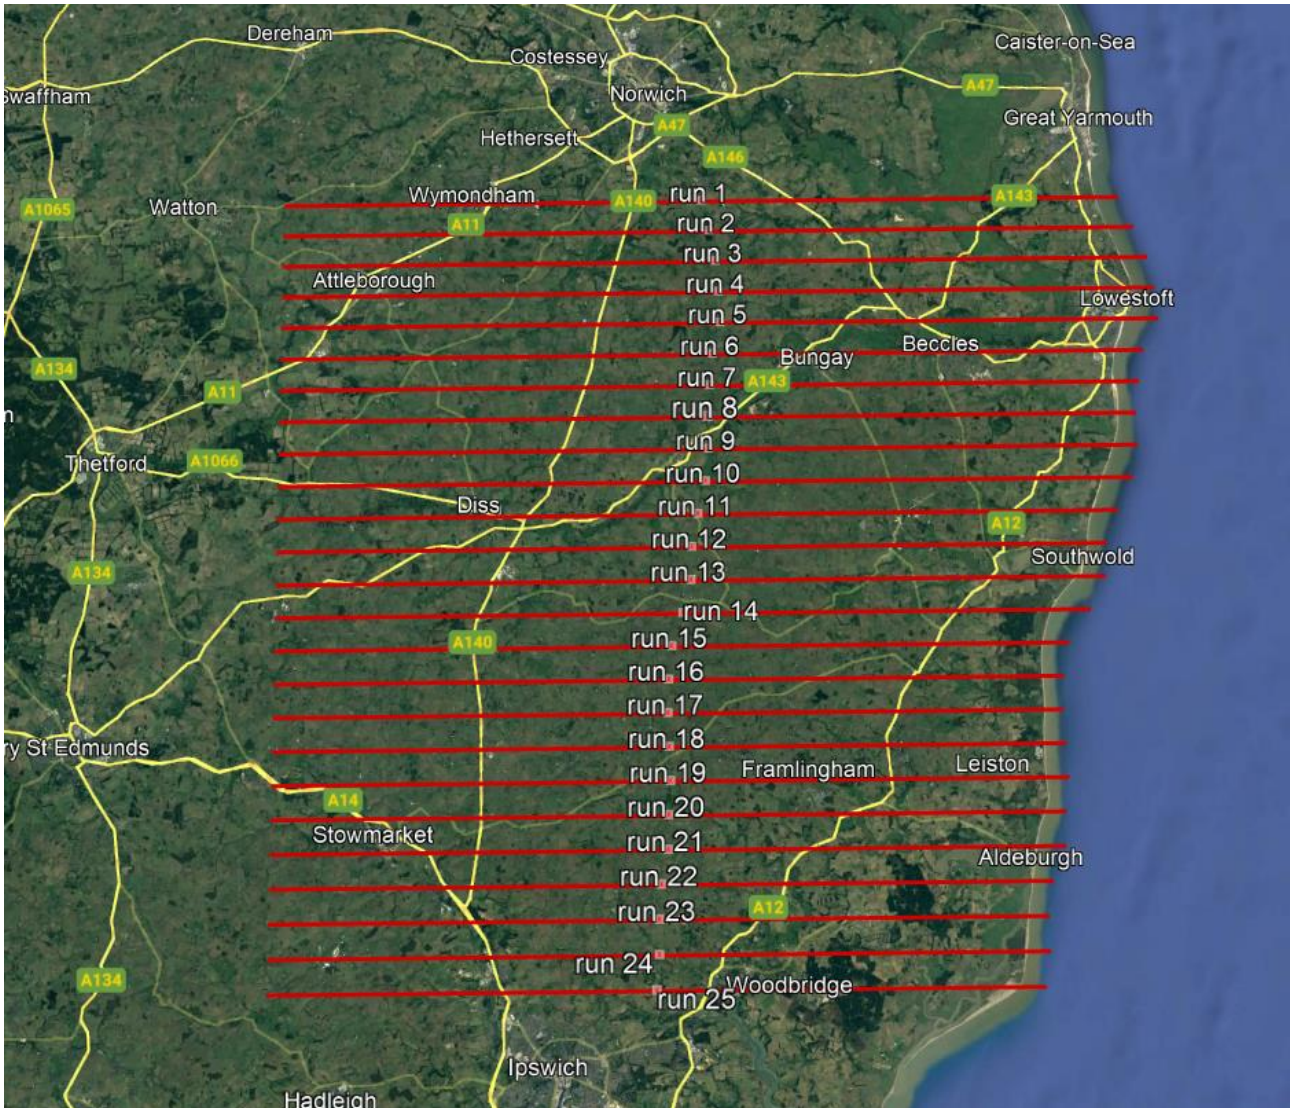 Dereham
Caister-on-Sea
Costessey
Swaffham
Norwich
A47
Great Yarmouth
A47
Hethersett
A146
Wymondham
run 1
A143
A140
A1065
Watton
A11
run 2
run 3
Attleborough
run 4
Lowestoft
run 5
Beccles
run 6
Bungay
A134
run 7
A143
A11
run 8
run 9
A1066
Thetford
run 10
Diss
run 11
A12
run 12
Southwold
A134
run 13
run 14
run 15
A140
run 16
run 17
run 18
ry St Edmunds
Leiston
Framlingham
run 19
A14
run 20
Stowmarket
run 21
Aldeburgh
run 22
A12
run 23
run 24
A134
Woodbridge
run 25
Ipswich
Hadleigh